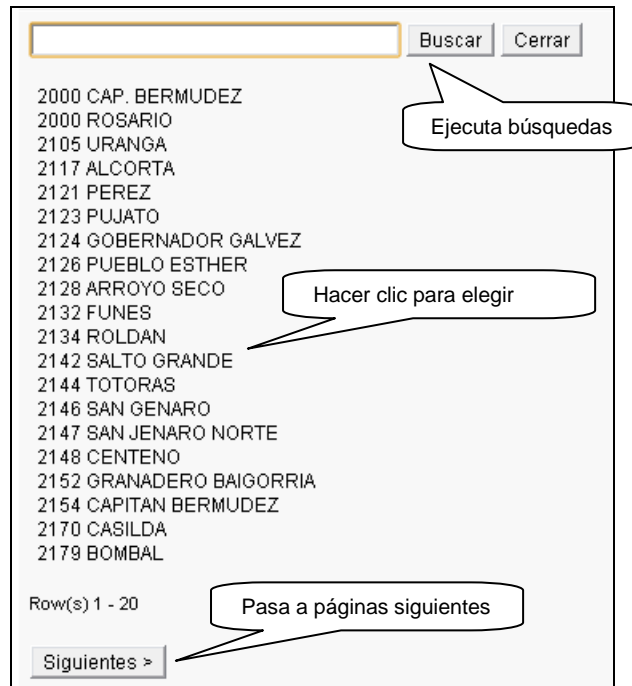 Buscar Cerrar
Ejecuta búsquedas
2000 CAP. BERMUDEZ
2000 ROSARIO
2105 URANGA
2117 ALCORTA
2121 PEREZ
2123 PUJATO
2124 GOBERNADOR GALVEZ
2126 PUEBLO ESTHER
2128 ARROYO SECO
Hacer clic para elegir
2132 FUNES
2134 ROLDAN
2142 SALTO GRANDE
2144 TOTORAS
2146 SAN GENARO
2147 SAN JENARO NORTE
2148 CENTENO
2152 GRANADERO BAIGORRIA
2154 CAPITAN BERMUDEZ
2170 CASILDA
2179 BOMBAL
Row(s) 1 - 20
Pasa a páginas siguientes
Siguientes >